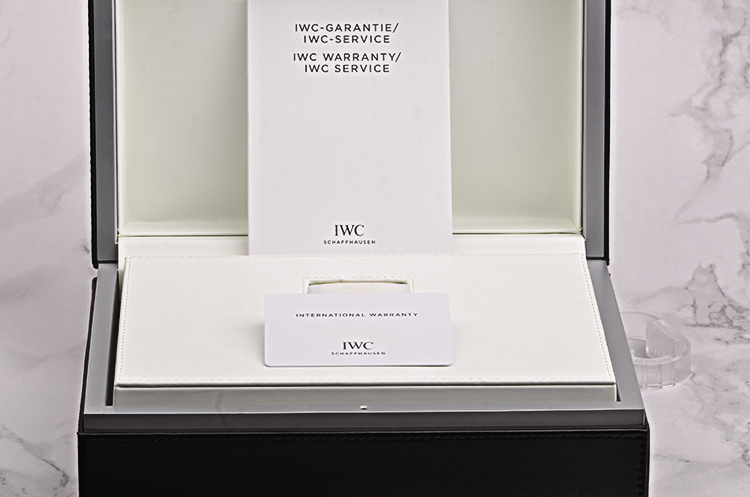 IWC-GARANTIE/
IWC-SERVICE
IWC WARRANTY/
IWC SERVICE
IWC
SCHAFFHAUSEN
INTERNATIONAL WARRANTY
IWC
SCHAFFHAUSEN